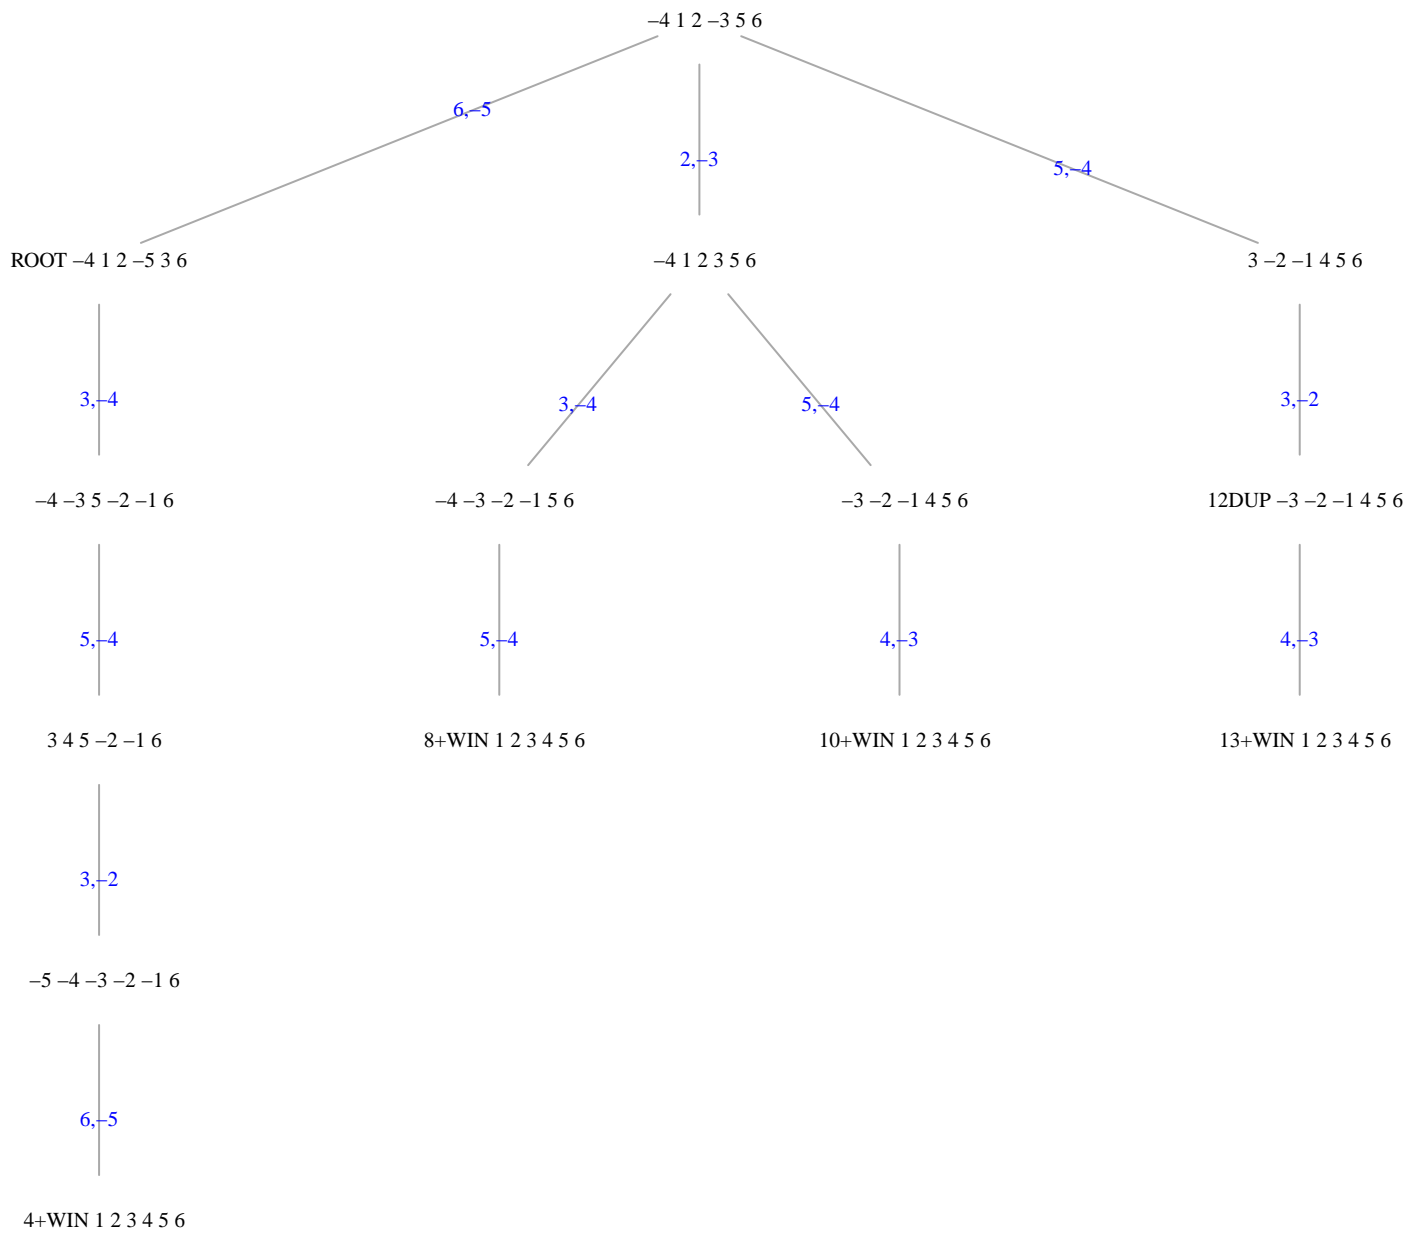 –4 1 2 –3 5 6
6,–5
2,–3
5,–4
ROOT –4 1 2 –5 3 6
–4 1 2 3 5 6
3 –2 –1 4 5 6
3,–4
3,–4
5,–4
3,–2
–4 –3 5 –2 –1 6
–4 –3 –2 –1 5 6
–3 –2 –1 4 5 6
12DUP –3 –2 –1 4 5 6
5,–4
5,–4
4,–3
4,–3
3 4 5 –2 –1 6
8+WIN 1 2 3 4 5 6
10+WIN 1 2 3 4 5 6
13+WIN 1 2 3 4 5 6
3,–2
–5 –4 –3 –2 –1 6
6,–5
4+WIN 1 2 3 4 5 6